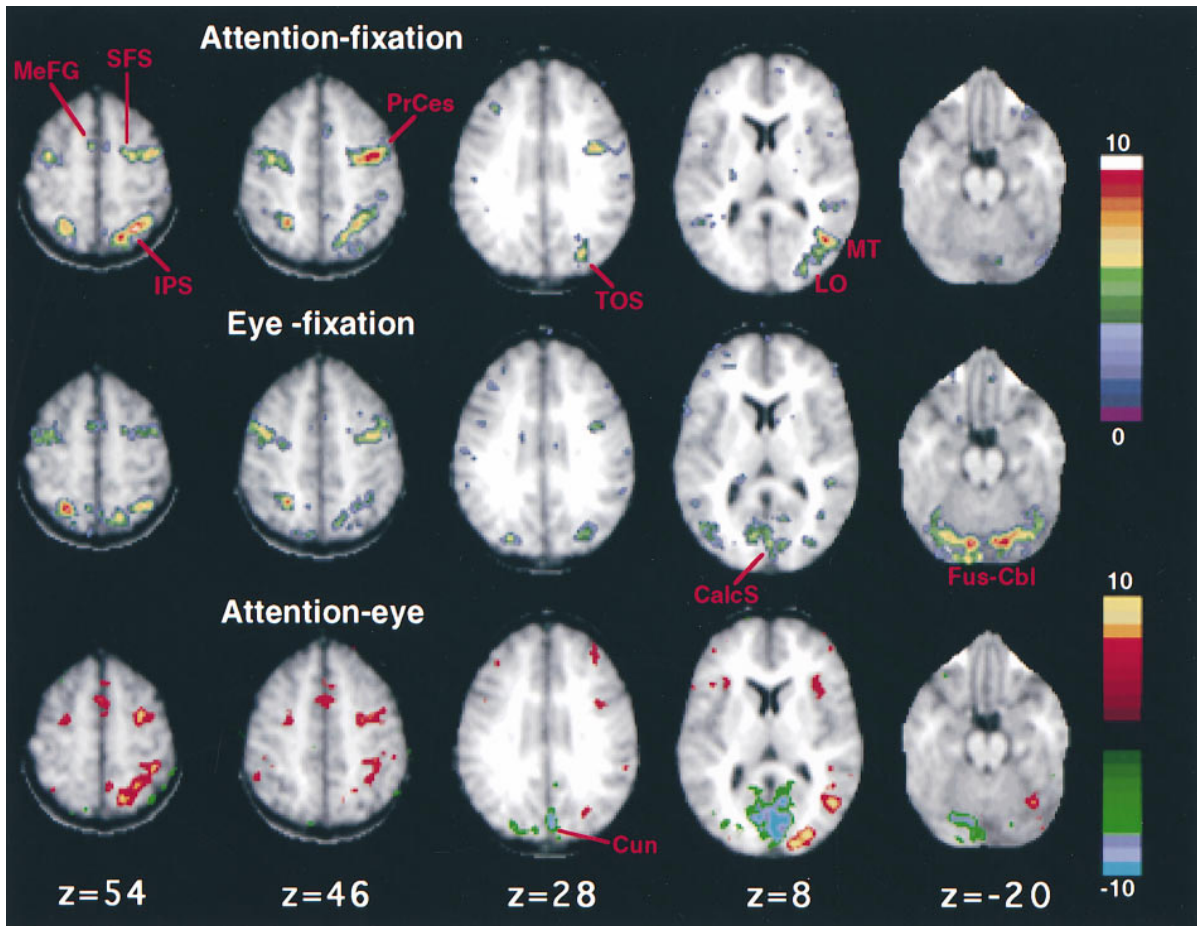 Attention-fixation
MeFG
SFS
PrCes
10
IPS
TOS
MT
LO
Eye -fixation
0
CalcS
Fus-Cbl
10
Attention-eye
Cun
-10
z=54 z=46 z=28 z=8 z=-20